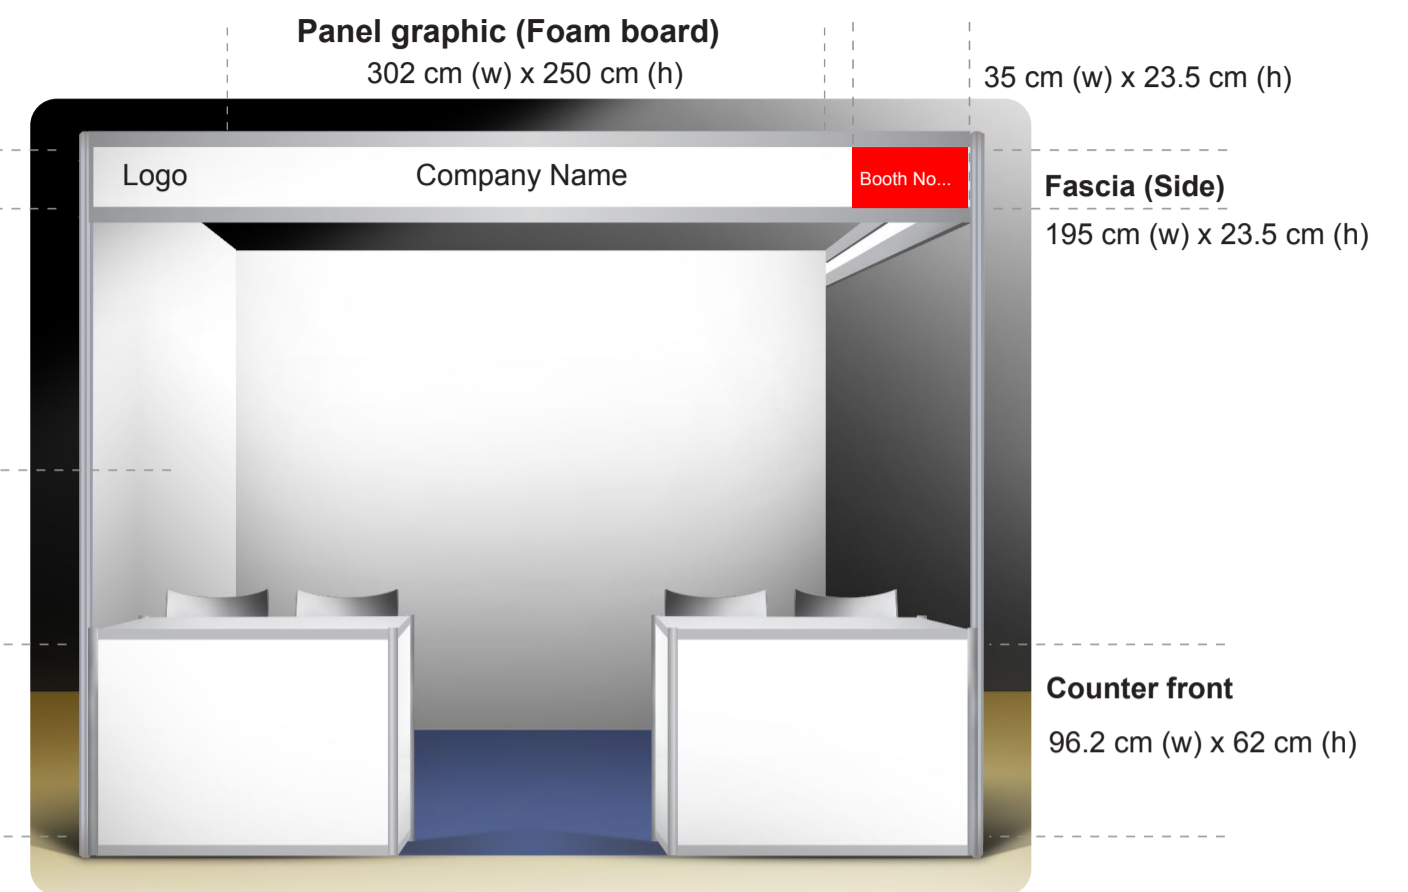 Panel graphic (Foam board)
302 cm (w) x 250 cm (h)
35 cm (w) x 23.5 cm (h)
Logo
Company Name
Booth No...
Fascia (Side)
195 cm (w) x 23.5 cm (h)
Counter front
96.2 cm (w) x 62 cm (h)